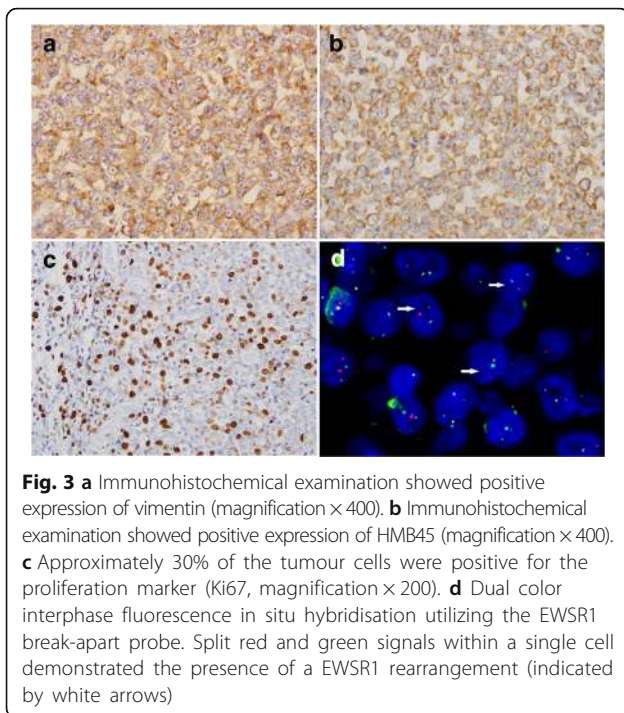 a
b
c
d
Fig. 3 a Immunohistochemical examination showed positive
expression of vimentin (magnification × 400). b Immunohistochemical
examination showed positive expression of HMB45 (magnification × 400).
c Approximately 30% of the tumour cells were positive for the
proliferation marker (Ki67, magnification × 200). d Dual color
interphase fluorescence in situ hybridisation utilizing the EWSR1
break-apart probe. Split red and green signals within a single cell
demonstrated the presence of a EWSR1 rearrangement (indicated
by white arrows)